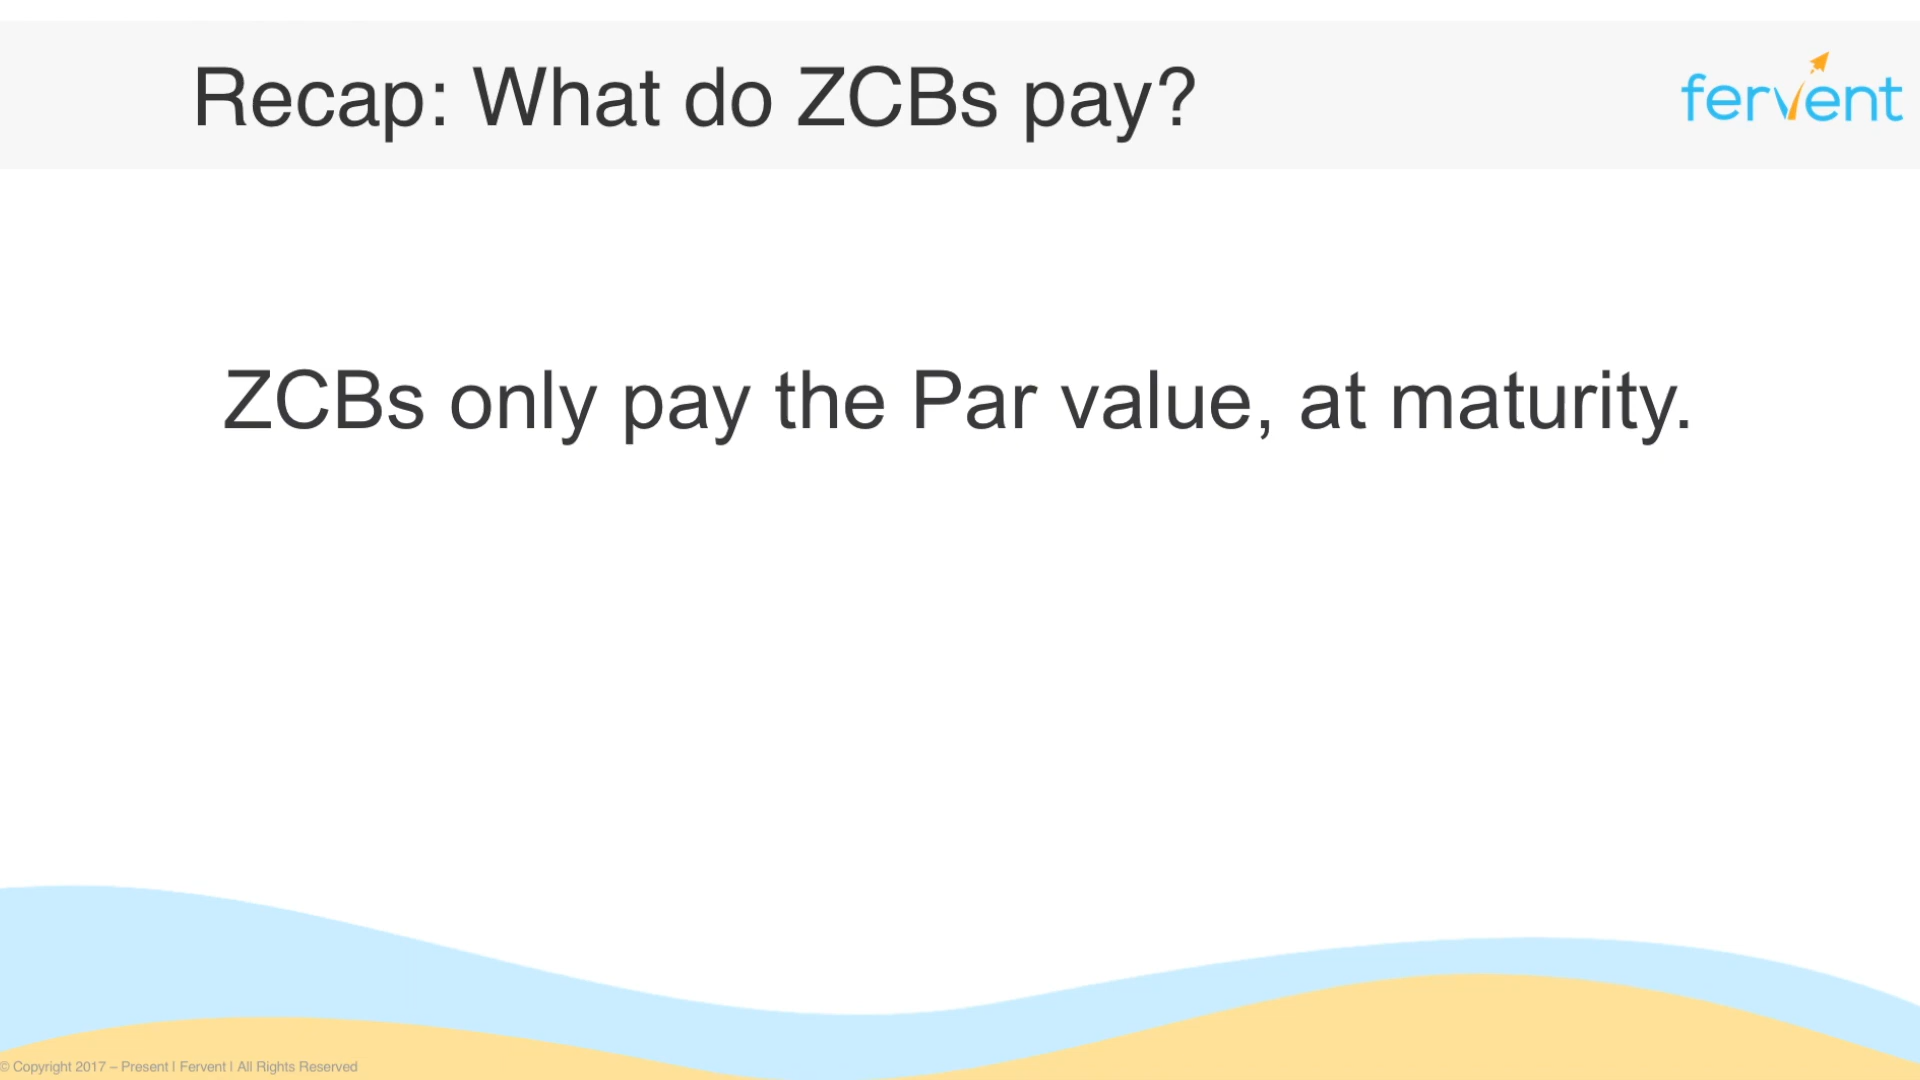 Recap: What do ZCBs pay?
fervent
ZCBs only pay the Par value, at maturity.
© Copyright 2017 – Present | Fervent | All Rights Reserved